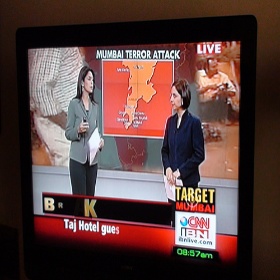 MUMBAI TERROR ATTACK
LIVE
B R K
TARGET
MUMBAI
CNN
IBN
ibnlive.com
Taj Hotel gues
08:57am